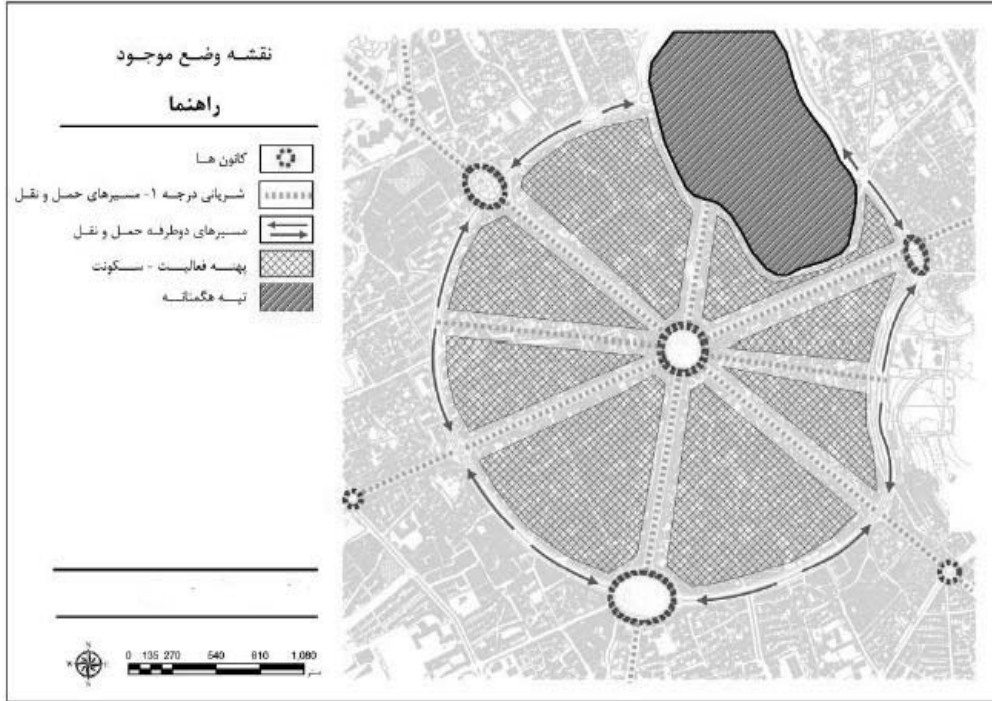 نقشه وضع موجود
راهنما
کانون ها
شریانی درجه ۱- مسیرهای حمل و نقل
مسیرهای دوطرفه حمل و نقل
پهنه فعالیت - سکونت
تپه هگمتانه
N
W E
S
0 135 270 540 810 1,080
متر